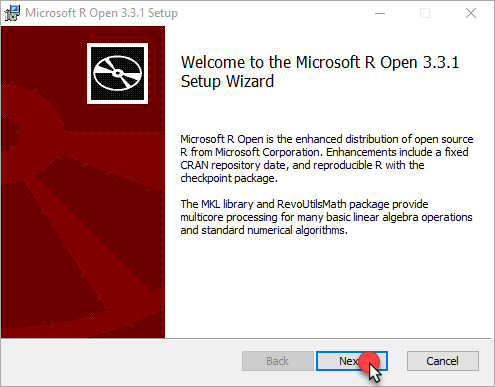 Microsoft R Open 3.3.1 Setup
Welcome to the Microsoft R Open 3.3.1
Setup Wizard
Microsoft R Open is the enhanced distribution of open source
R from Microsoft Corporation. Enhancements include a fixed
CRAN repository date, and reproducible R with the
checkpoint package.
The MKL library and RevoUtilsMath package provide
multicore processing for many basic linear algebra operations
and standard numerical algorithms.
Back
Next
Cancel